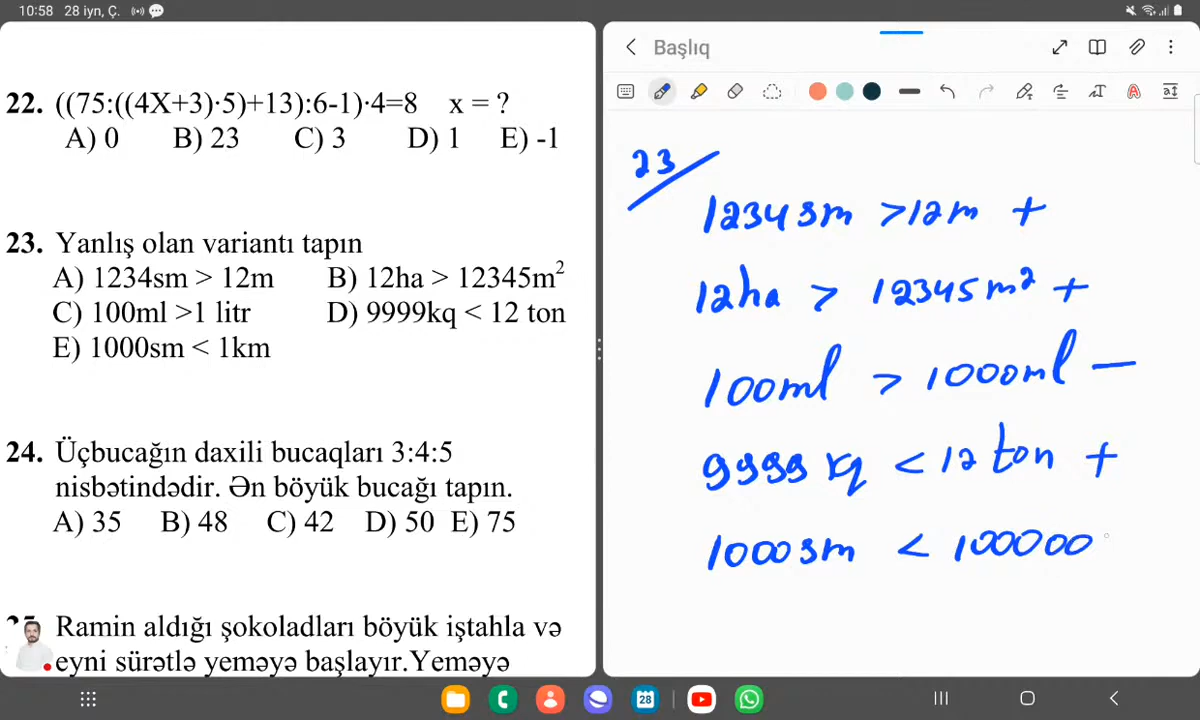 10:58 28 iyn, Ç.
22. ((75:((4X+3)·5)+13):6-1)·4=8 x = ?
A) 0 B) 23 C) 3 D) 1 E) -1
23. Yanlış olan variantı tapın
A) 1234sm > 12m B) 12ha > 12345m²
C) 100ml >1 litr D) 9999kq < 12 ton
E) 1000sm < 1km
24. Üçbucağın daxili bucaqları 3:4:5
nisbətindədir. Ən böyük bucağı tapın.
A) 35 B) 48 C) 42 D) 50 E) 75
Ramin aldığı şokoladları böyük iştahla və
eyni sürətlə yeməyə başlayır.Yeməyə
Başlıq
23
1234sm >12m +
12ha > 12345m² +
100ml > 1000ml —
9999 kq < 12 ton +
1000sm < 100000
28